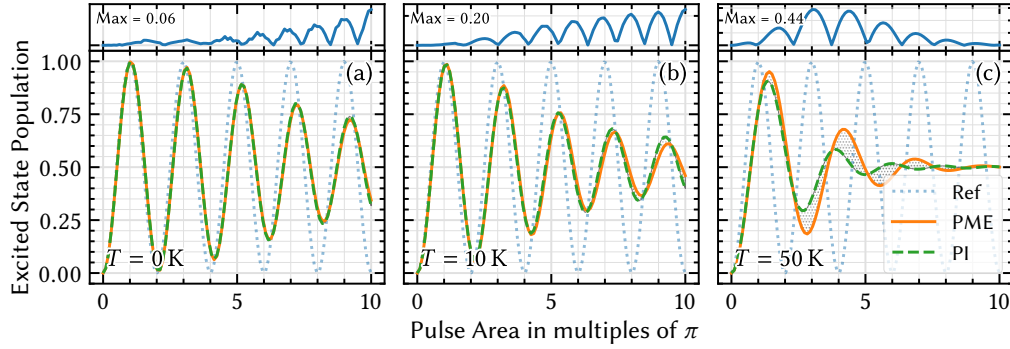 Max = 0.06
Max = 0.20
Max = 0.44
Excited State Population
1.00
0.75
0.50
0.25
0.00
(a)
T = 0 K
(b)
T = 10 K
(c)
T = 50 K
Ref
PME
PI
0 5 10
0 5 10
0 5 10
Pulse Area in multiples of π